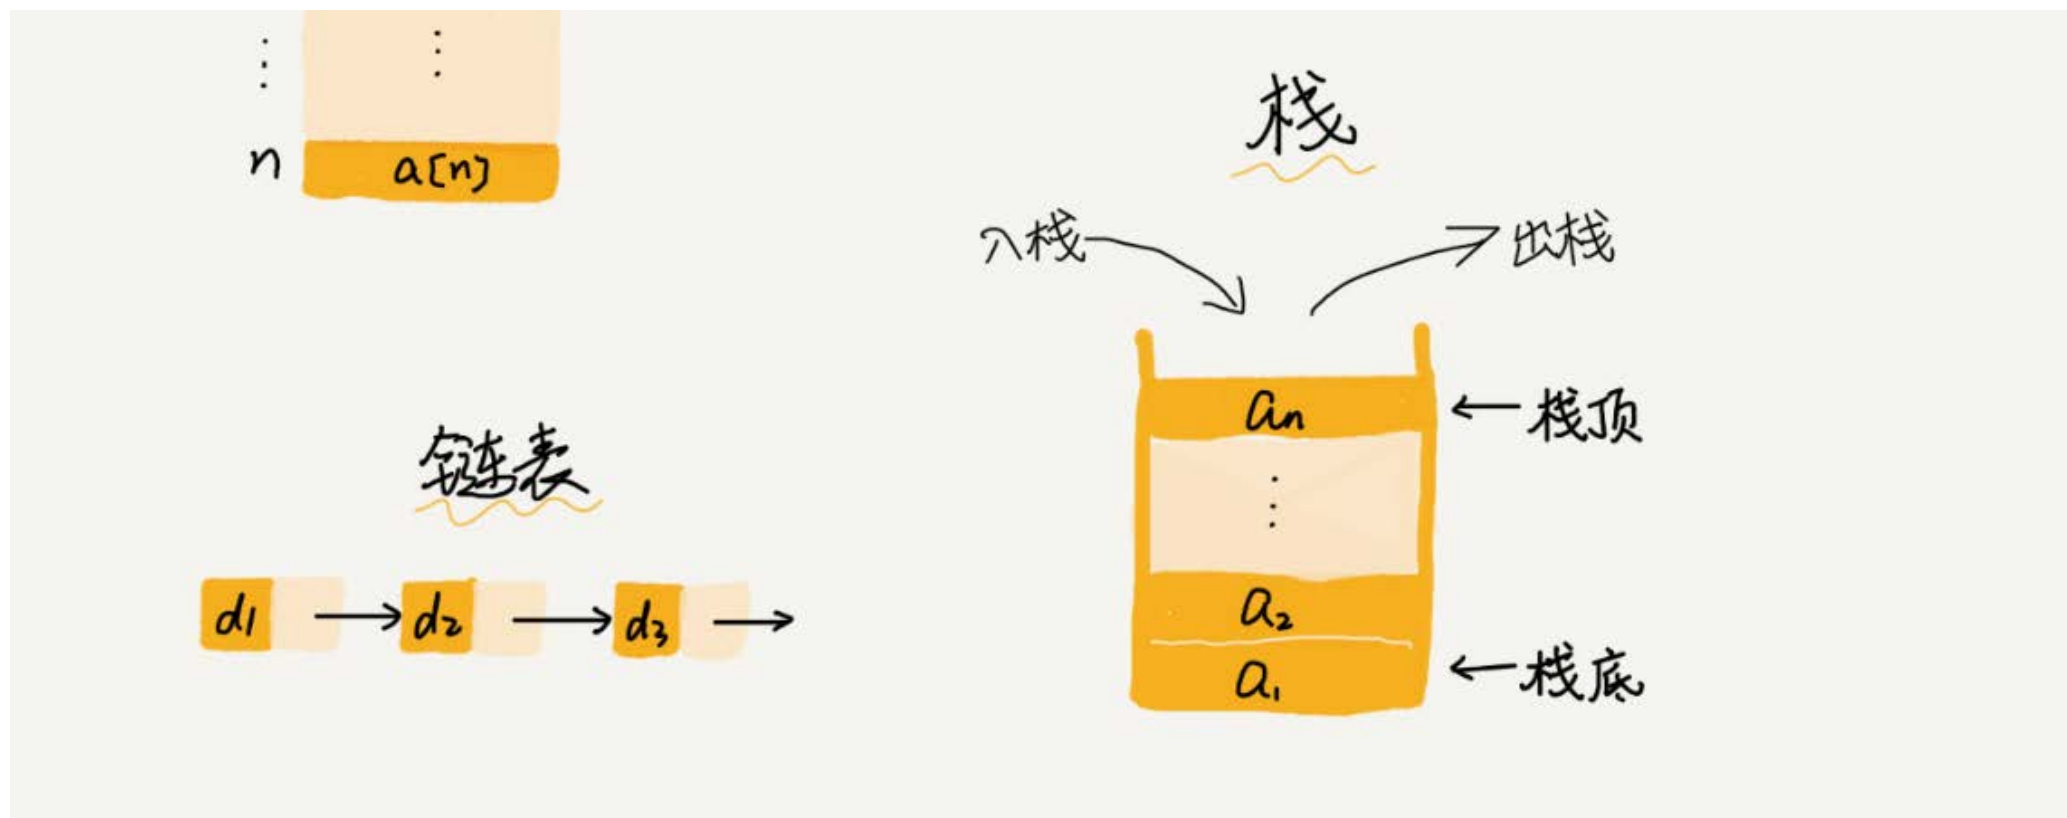 ⋮ ⋮
n a[n]
链表
d1 d2 d3
栈
入栈 出栈
an ← 栈顶
⋮
a2
a1 ← 栈底